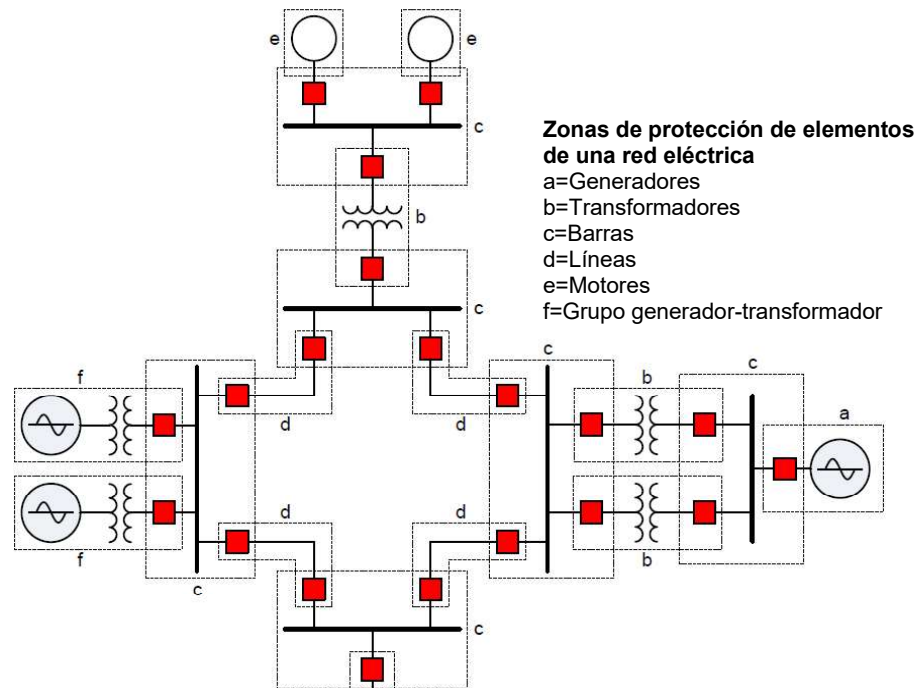 e
e
c
Zonas de protección de elementos
de una red eléctrica
a=Generadores
b=Transformadores
c=Barras
d=Líneas
e=Motores
f=Grupo generador-transformador
b
c
c
f
b
c
a
d
d
d
d
f
b
c
c